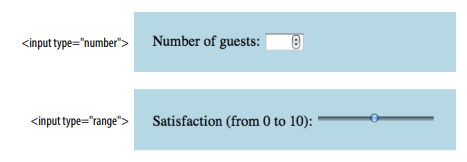 <input type="number"> Number of guests:
<input type="range"> Satisfaction (from 0 to 10):